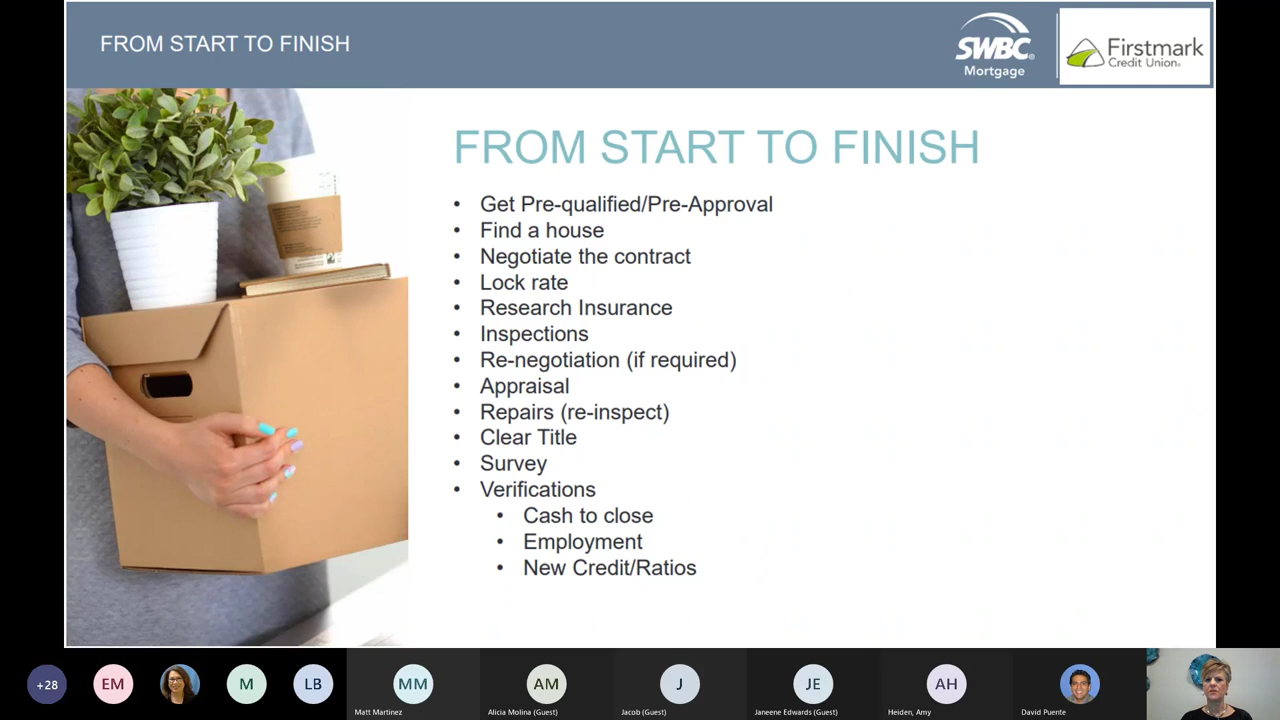 FROM START TO FINISH
SWBC
Mortgage
Firstmark
Credit Union
FROM START TO FINISH
• Get Pre-qualified/Pre-Approval
• Find a house
• Negotiate the contract
• Lock rate
• Research Insurance
• Inspections
• Re-negotiation (if required)
• Appraisal
• Repairs (re-inspect)
• Clear Title
• Survey
• Verifications
• Cash to close
• Employment
• New Credit/Ratios
+28
EM
M
LB
MM
AM
J
JE
AH
Matt Martinez
Alicia Molina (Guest)
Jacob (Guest)
Janeene Edwards (Guest)
Heiden, Amy
David Puente